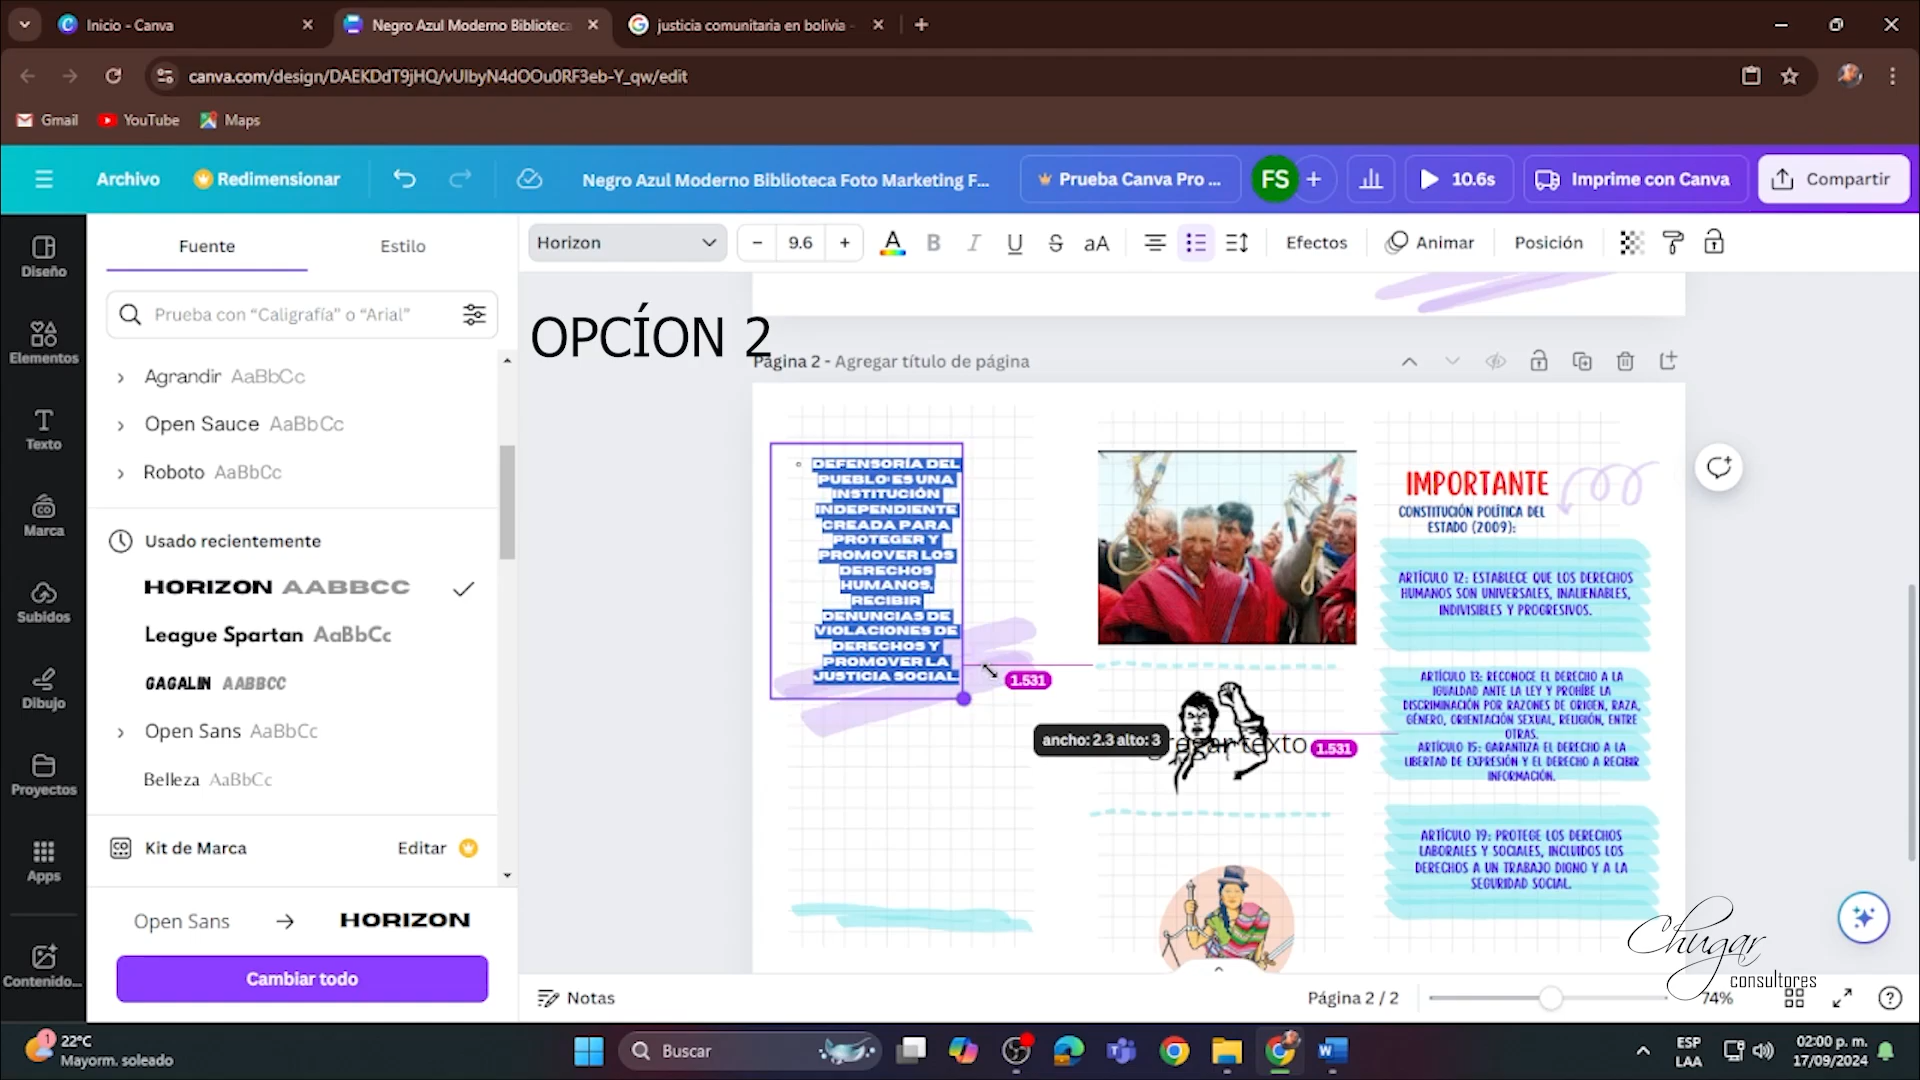 Inicio - Canva
Negro Azul Moderno Biblioteca
justicia comunitaria en bolivia -
canva.com/design/DAEKDdT9jHQ/vUlbyN4dOOu0RF3eb-Y_qw/edit
Gmail
YouTube
Maps
Archivo
Redimensionar
Negro Azul Moderno Biblioteca Foto Marketing F...
Prueba Canva Pro ...
FS
10.6s
Imprime con Canva
Compartir
Diseño
Elementos
Texto
Marca
Subidos
Dibujo
Proyectos
Apps
Contenido...
Fuente
Estilo
Prueba con “Caligrafía” o “Arial”
Agrandir AaBbCc
Open Sauce AaBbCc
Roboto AaBbCc
Usado recientemente
HORIZON AABBCC
League Spartan AaBbCc
GAGALIN AABBCC
Open Sans AaBbCc
Belleza AaBbCc
Kit de Marca
Editar
Open Sans → HORIZON
Cambiar todo
Horizon
– 9.6 +
A
B
I
U
S
aA
Efectos
Animar
Posición
OPCÍON 2
Página 2 - Agregar título de página
DEFENSORÍA DEL
PUEBLO' ES UNA
INSTITUCIÓN
INDEPENDIENTE
CREADA PARA
PROTEGER Y
PROMOVER LOS
DERECHOS
HUMANOS,
RECIBIR
DENUNCIAS DE
VIOLACIONES DE
DERECHOS Y
PROMOVER LA
JUSTICIA SOCIAL
1.531
ancho: 2.3 alto: 3
1.531
IMPORTANTE
CONSTITUCIÓN POLÍTICA DEL
ESTADO (2009):
ARTÍCULO 12: ESTABLECE QUE LOS DERECHOS
HUMANOS SON UNIVERSALES, INALIENABLES,
INDIVISIBLES Y PROGRESIVOS.
ARTÍCULO 13: RECONOCE EL DERECHO A LA
IGUALDAD ANTE LA LEY Y PROHÍBE LA
DISCRIMINACIÓN POR RAZONES DE ORIGEN, RAZA,
GÉNERO, ORIENTACIÓN SEXUAL, RELIGIÓN, ENTRE
OTRAS.
ARTÍCULO 15: GARANTIZA EL DERECHO A LA
LIBERTAD DE EXPRESIÓN Y EL DERECHO A RECIBIR
INFORMACIÓN.
ARTÍCULO 19: PROTEGE LOS DERECHOS
LABORALES Y SOCIALES, INCLUIDOS LOS
DERECHOS A UN TRABAJO DIGNO Y A LA
SEGURIDAD SOCIAL.
Chugar
consultores
Notas
Página 2 / 2
74%
1
22°C
Mayorm. soleado
Buscar
ESP
LAA
02:00 p. m.
17/09/2024